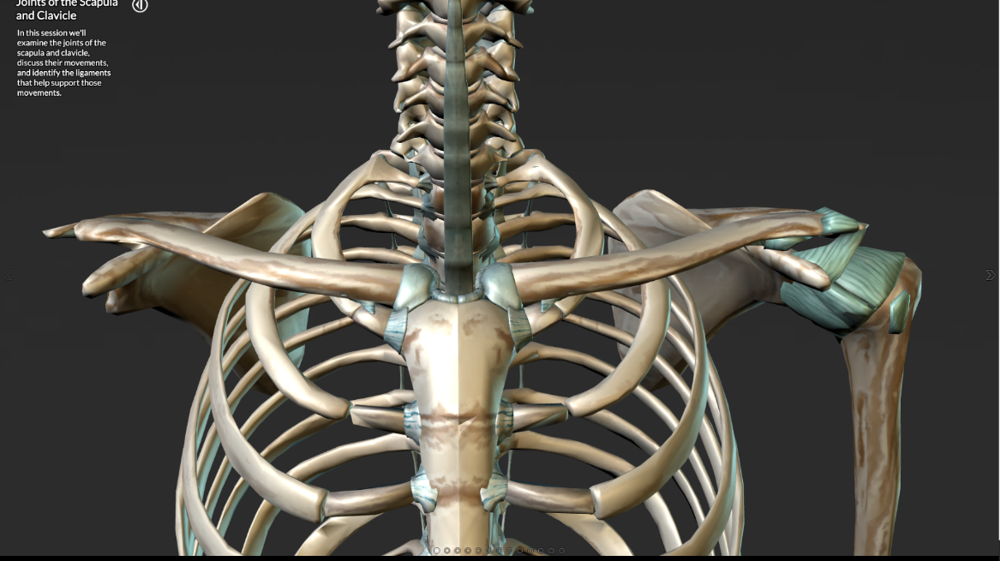 Joints of the Scapula
and Clavicle
In this session we'll
examine the joints of the
scapula and clavicle,
discuss their movements,
and identify the ligaments
that help support those
movements.